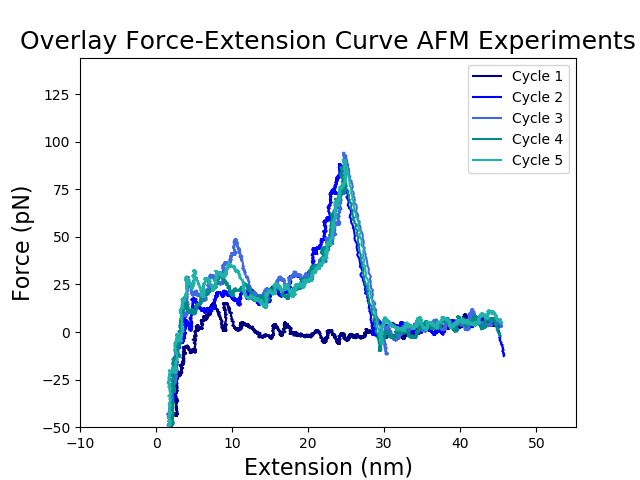 Overlay Force-Extension Curve AFM Experiments
Cycle 1
Cycle 2
Cycle 3
Cycle 4
Cycle 5
Force (pN)
125
100
75
50
25
0
−25
−50
−10
0
10
20
30
40
50
Extension (nm)